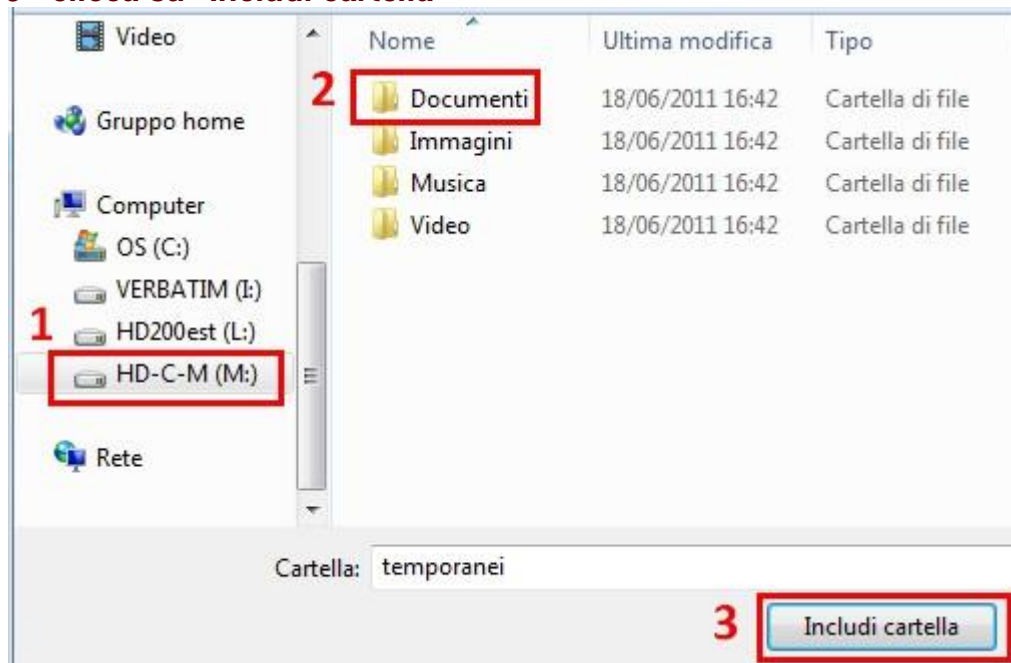 Video
Gruppo home
Computer
OS (C:)
VERBATIM (I:)
1
HD200est (L:)
HD-C-M (M:)
Rete
Nome Ultima modifica Tipo
2
Documenti 18/06/2011 16:42 Cartella di file
Immagini 18/06/2011 16:42 Cartella di file
Musica 18/06/2011 16:42 Cartella di file
Video 18/06/2011 16:42 Cartella di file
Cartella: temporanei
3 Includi cartella